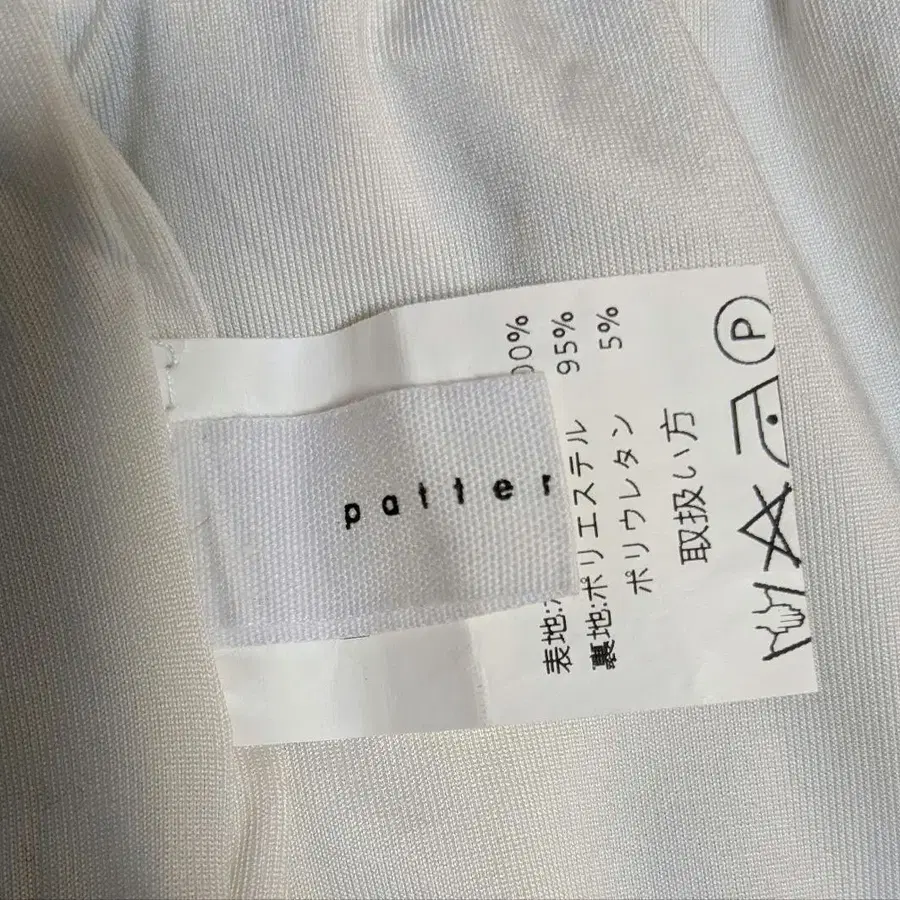 patter
表地: 00%
裏地:ポリエステル 95%
ポリウレタン 5%
取扱い方
P